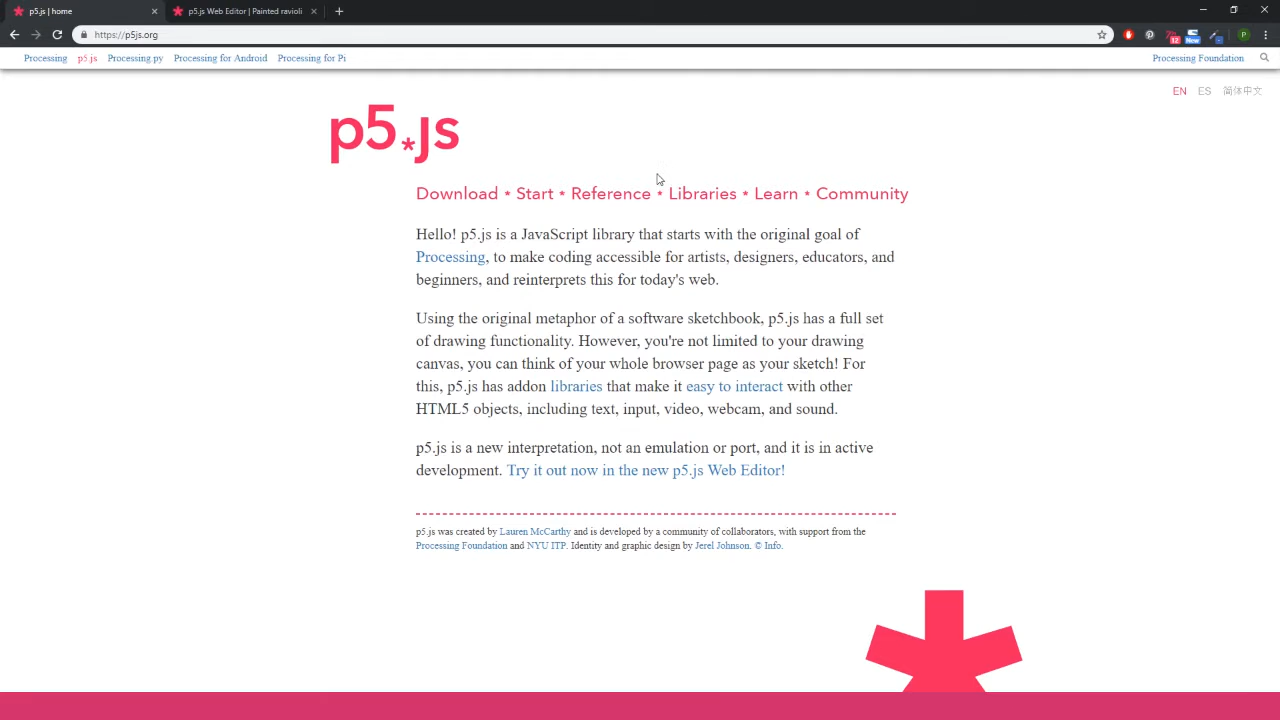 p5.js | home
p5.js Web Editor | Painted ravioli
https://p5js.org
Processing p5.js Processing.py Processing for Android Processing for Pi
Processing Foundation
EN ES 简体中文
p5*js
Download * Start * Reference * Libraries * Learn * Community
Hello! p5.js is a JavaScript library that starts with the original goal of
Processing, to make coding accessible for artists, designers, educators, and
beginners, and reinterprets this for today's web.
Using the original metaphor of a software sketchbook, p5.js has a full set
of drawing functionality. However, you're not limited to your drawing
canvas, you can think of your whole browser page as your sketch! For
this, p5.js has addon libraries that make it easy to interact with other
HTML5 objects, including text, input, video, webcam, and sound.
p5.js is a new interpretation, not an emulation or port, and it is in active
development. Try it out now in the new p5.js Web Editor!
p5.js was created by Lauren McCarthy and is developed by a community of collaborators, with support from the
Processing Foundation and NYU ITP. Identity and graphic design by Jerel Johnson. © Info.